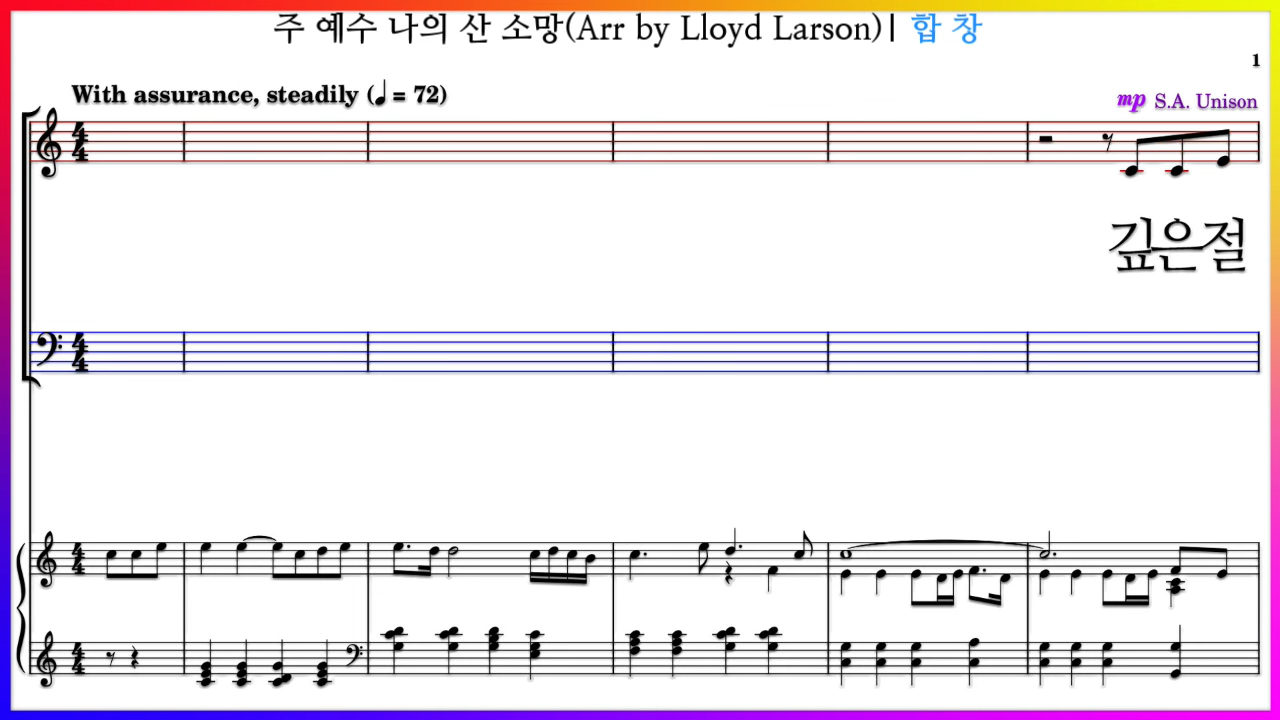 주 예수 나의 산 소망(Arr by Lloyd Larson)| 합 창
1
With assurance, steadily (♩ = 72)
mp S.A. Unison
깊은절